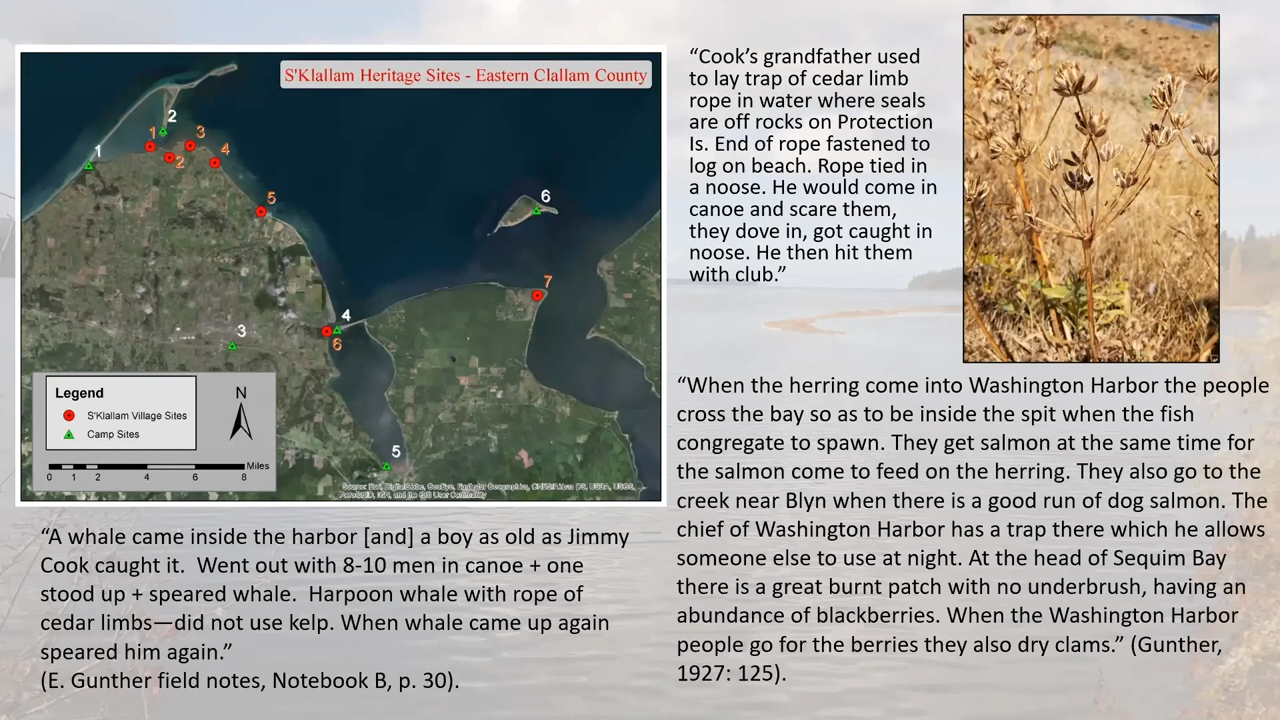 S'Klallam Heritage Sites - Eastern Clallam County
1
2
1
2
3
4
5
6
7
3
4
6
5
Legend
S'Klallam Village Sites
Camp Sites
N
0 1 2 4 6 8 Miles
“Cook’s grandfather used
to lay trap of cedar limb
rope in water where seals
are off rocks on Protection
Is. End of rope fastened to
log on beach. Rope tied in
a noose. He would come in
canoe and scare them,
they dove in, got caught in
noose. He then hit them
with club.”
“When the herring come into Washington Harbor the people
cross the bay so as to be inside the spit when the fish
congregate to spawn. They get salmon at the same time for
the salmon come to feed on the herring. They also go to the
creek near Blyn when there is a good run of dog salmon. The
chief of Washington Harbor has a trap there which he allows
someone else to use at night. At the head of Sequim Bay
there is a great burnt patch with no underbrush, having an
abundance of blackberries. When the Washington Harbor
people go for the berries they also dry clams.” (Gunther,
1927: 125).
“A whale came inside the harbor [and] a boy as old as Jimmy
Cook caught it. Went out with 8-10 men in canoe + one
stood up + speared whale. Harpoon whale with rope of
cedar limbs—did not use kelp. When whale came up again
speared him again.”
(E. Gunther field notes, Notebook B, p. 30).